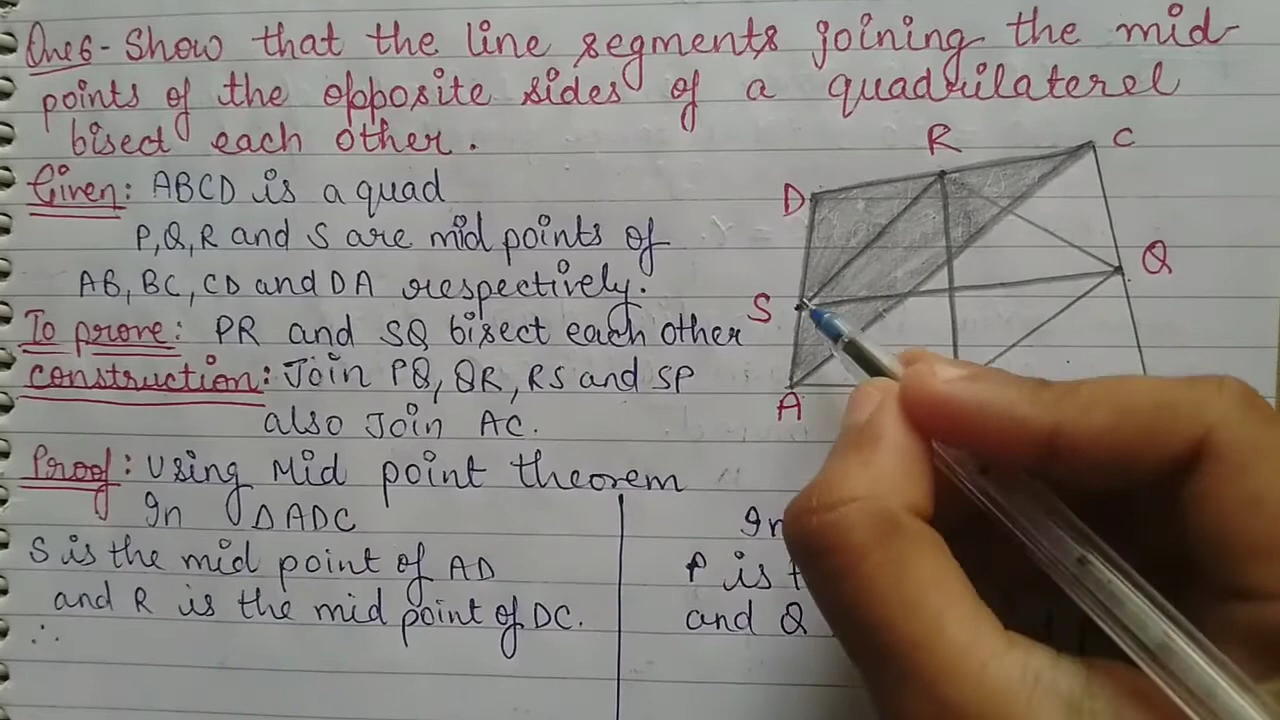 Ques 6- Show that the line segments joining the mid-
points of the opposite sides of a quadrilaterel
bisect each other.
Given: ABCD is a quad
P, Q, R and S are mid points of
AB, BC, CD and DA respectively.
To prove: PR and SQ bisect each other
Construction: Join PQ, QR, RS and SP
also Join AC.
Proof: Using Mid point theorem
In ΔADC
S is the mid point of AD
and R is the mid point of DC.
∴
In
P is
and Q
R
C
D
Q
S
A